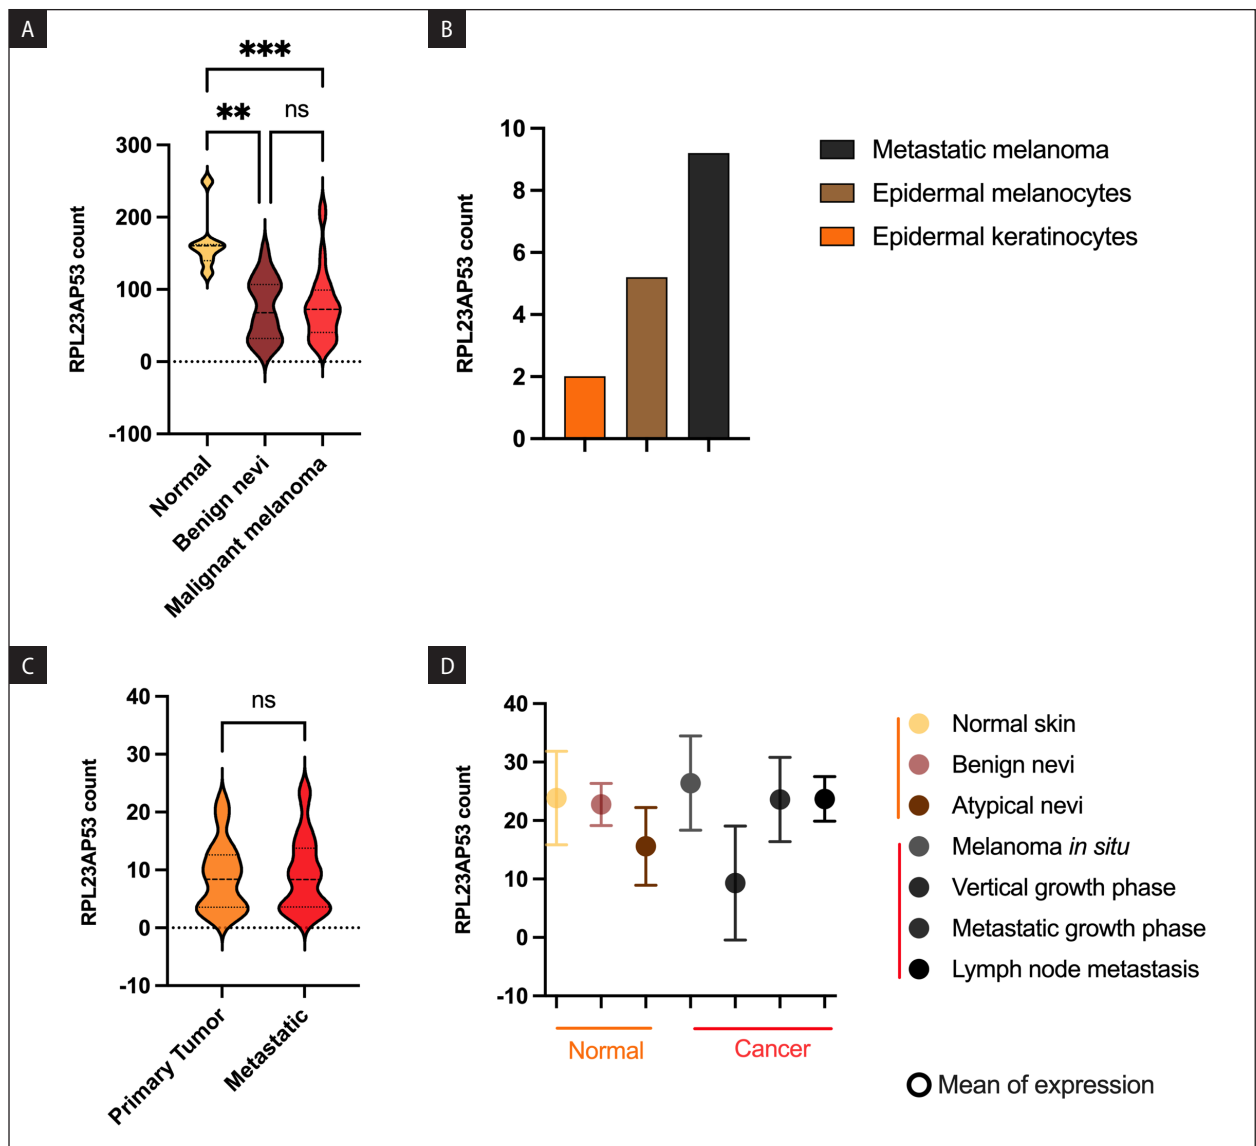 A
***
**
ns
300
200
100
0
-100
RPL23AP53 count
Normal
Benign nevi
Malignant melanoma
B
10
8
6
4
2
0
RPL23AP53 count
Metastatic melanoma
Epidermal melanocytes
Epidermal keratinocytes
C
ns
40
30
20
10
0
-10
RPL23AP53 count
Primary Tumor
Metastatic
D
40
30
20
10
0
-10
RPL23AP53 count
Normal
Cancer
Normal skin
Benign nevi
Atypical nevi
Melanoma in situ
Vertical growth phase
Metastatic growth phase
Lymph node metastasis
Mean of expression